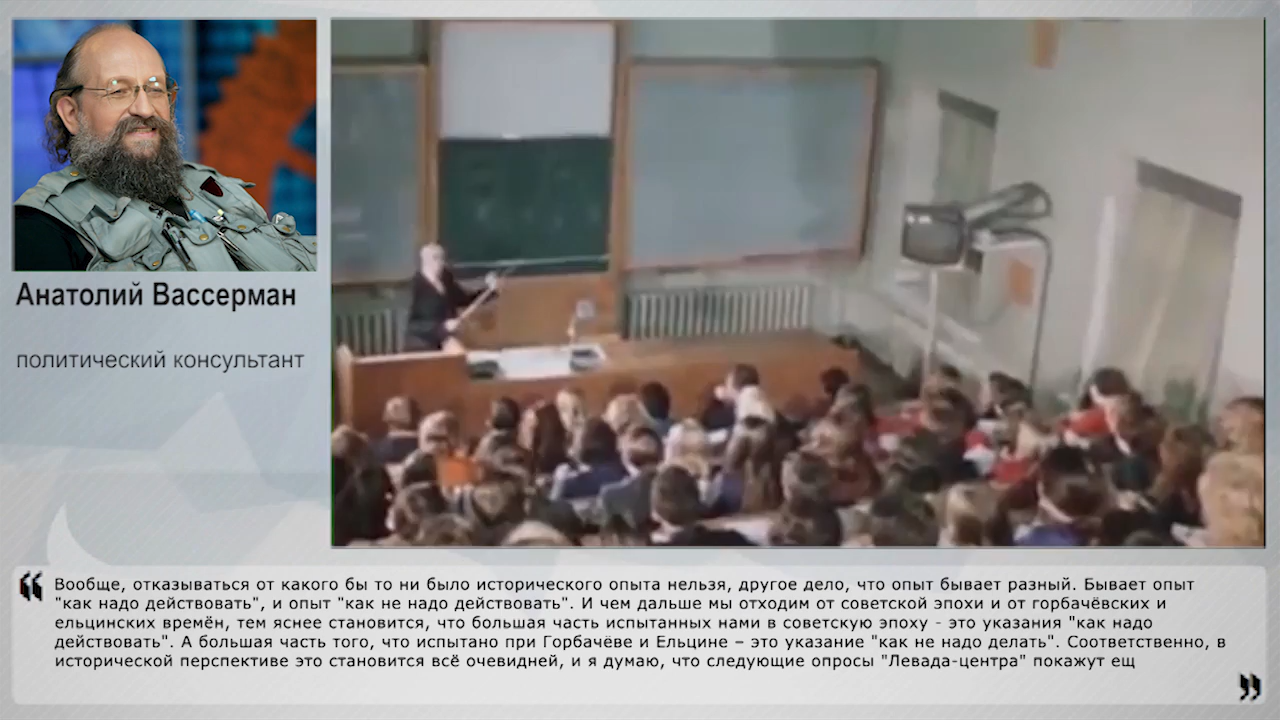 Анатолий Вассерман
политический консультант
Вообще, отказываться от какого бы то ни было исторического опыта нельзя, другое дело, что опыт бывает разный. Бывает опыт
"как надо действовать", и опыт "как не надо действовать". И чем дальше мы отходим от советской эпохи и от горбачёвских и
ельцинских времён, тем яснее становится, что большая часть испытанных нами в советскую эпоху - это указания "как надо
действовать". А большая часть того, что испытано при Горбачёве и Ельцине – это указание "как не надо делать". Соответственно, в
исторической перспективе это становится всё очевидней, и я думаю, что следующие опросы "Левада-центра" покажут ещ